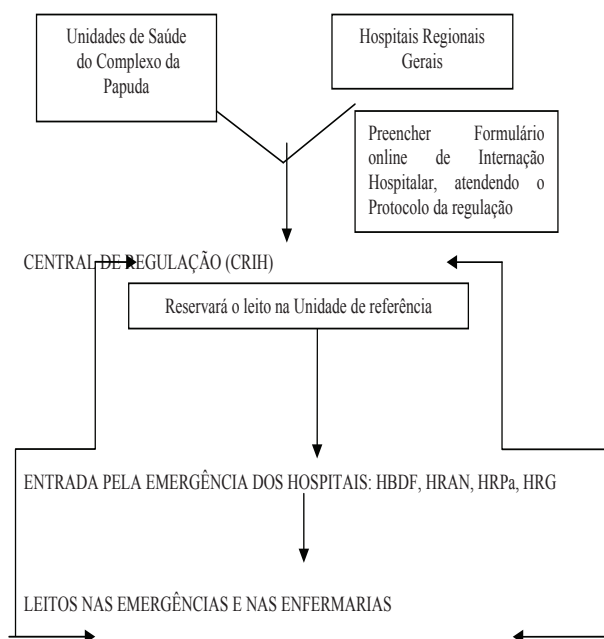 Unidades de Saúde
do Complexo da
Papuda
Hospitais Regionais
Gerais
Preencher Formulário
online de Internação
Hospitalar, atendendo o
Protocolo da regulação
CENTRAL DE REGULAÇÃO (CRIH)
Reservará o leito na Unidade de referência
ENTRADA PELA EMERGÊNCIA DOS HOSPITAIS: HBDF, HRAN, HRPa, HRG
LEITOS NAS EMERGÊNCIAS E NAS ENFERMARIAS